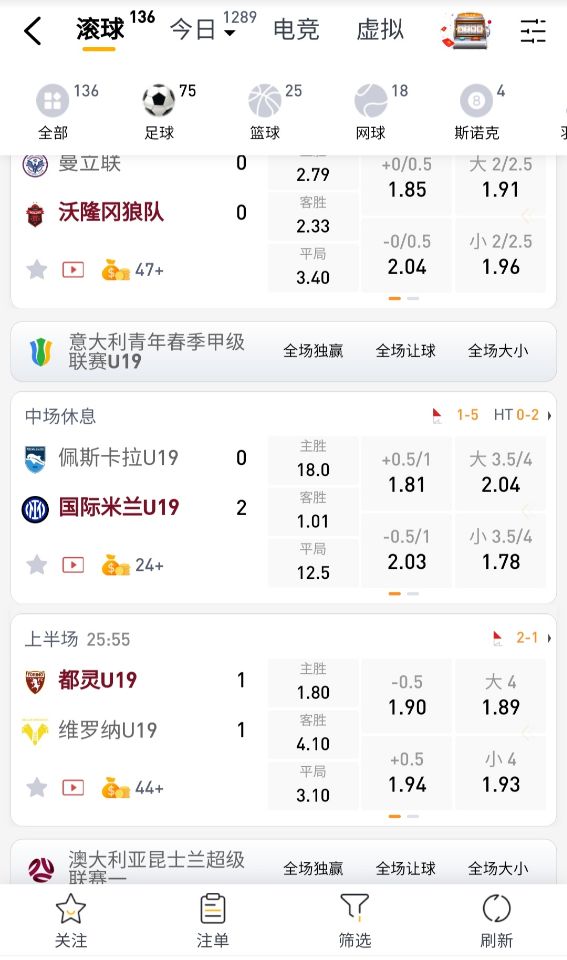 滚球 136 今日 1289 电竞 虚拟
136 75 25 18 4
全部 足球 篮球 网球 斯诺克
曼立联 0 2.79 +0/0.5 1.85 大 2/2.5 1.91
沃隆冈狼队 0 客胜 2.33 -0/0.5 2.04 小 2/2.5 1.96
47+ 平局 3.40
意大利青年春季甲级
联赛U19 全场独赢 全场让球 全场大小
中场休息 1-5 HT 0-2
佩斯卡拉U19 0 主胜 18.0 +0.5/1 1.81 大 3.5/4 2.04
国际米兰U19 2 客胜 1.01 -0.5/1 2.03 小 3.5/4 1.78
24+ 平局 12.5
上半场 25:55 2-1
都灵U19 1 主胜 1.80 -0.5 1.90 大 4 1.89
维罗纳U19 1 客胜 4.10 +0.5 1.94 小 4 1.93
44+ 平局 3.10
澳大利亚昆士兰超级
联赛一 全场独赢 全场让球 全场大小
关注 注单 筛选 刷新